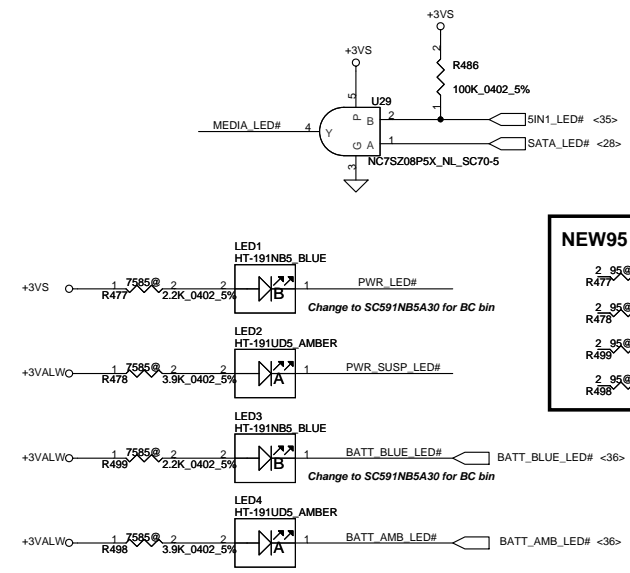 +3VS
+3VS
2
R486
100K_0402_5%
1
5
U29
P
B
2
5IN1_LED# <35>
MEDIA_LED#
4
Y
G
A
1
SATA_LED# <28>
3
NC7SZ08P5X_NL_SC70-5
LED1
HT-191NB5_BLUE
+3VS
1
7585@
2
2
B
1
PWR_LED#
R477
2.2K_0402_5%
Change to SC591NB5A30 for BC bin
LED2
HT-191UD5_AMBER
+3VALW
1
7585@
2
2
A
1
PWR_SUSP_LED#
R478
3.9K_0402_5%
LED3
HT-191NB5_BLUE
+3VALW
1
7585@
2
2
B
1
BATT_BLUE_LED#
BATT_BLUE_LED# <36>
R499
2.2K_0402_5%
Change to SC591NB5A30 for BC bin
LED4
HT-191UD5_AMBER
+3VALW
1
7585@
2
2
A
1
BATT_AMB_LED#
BATT_AMB_LED# <36>
R498
3.9K_0402_5%
NEW95
2
95@
R477
2
95@
R478
2
95@
R499
2
95@
R498